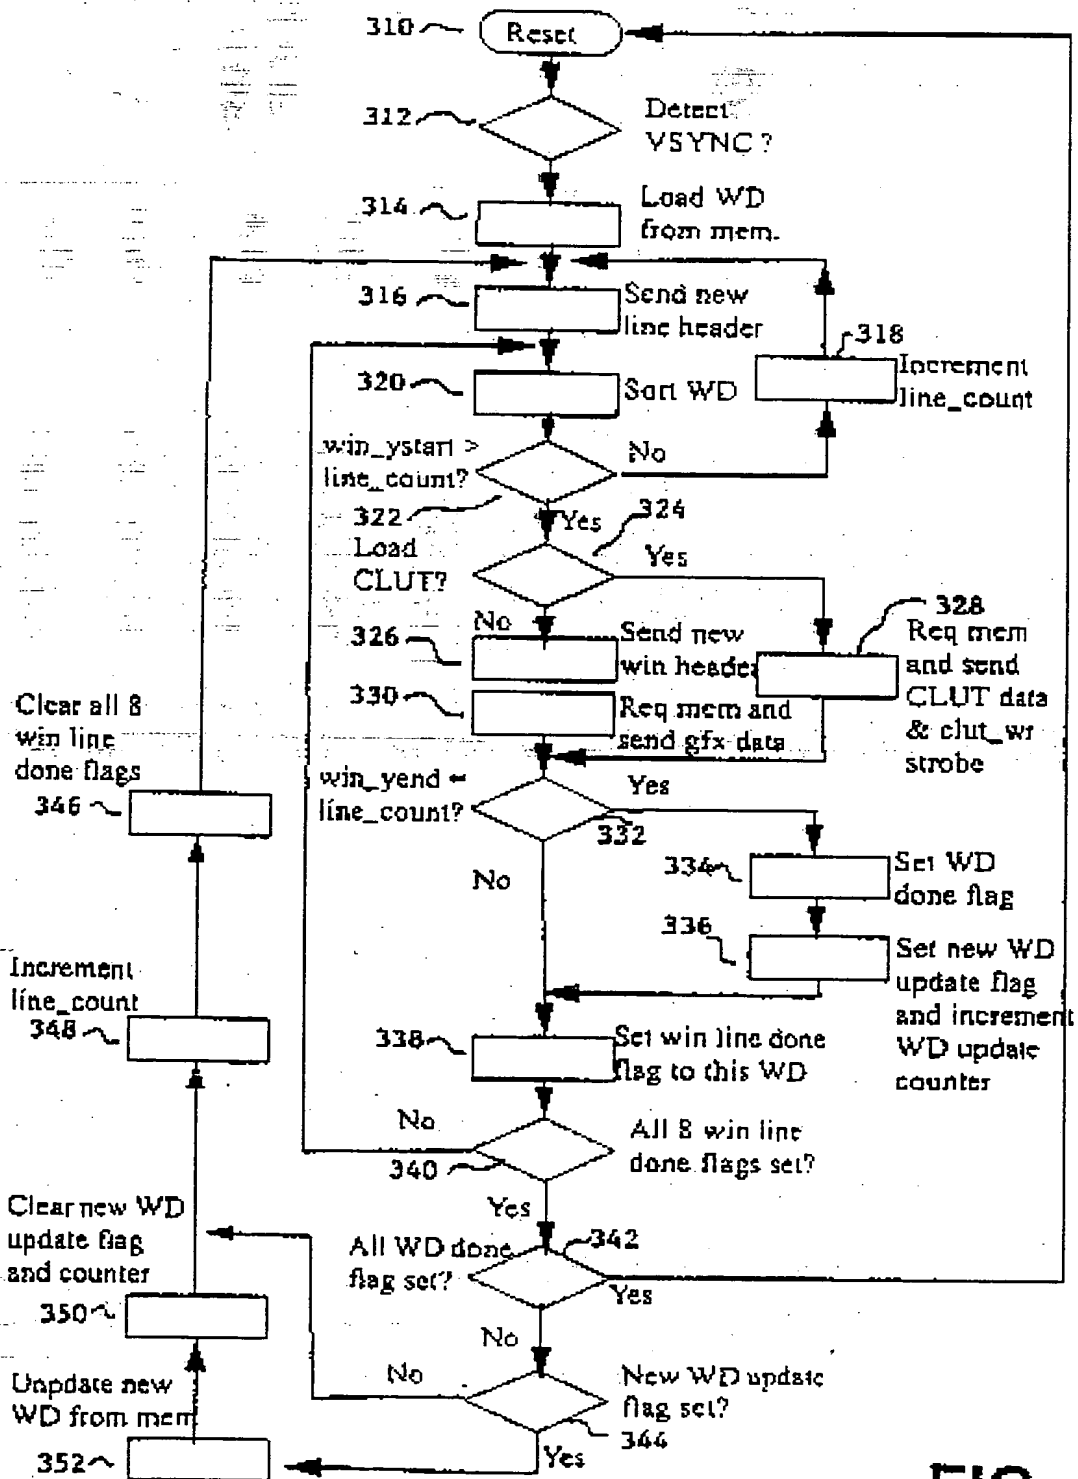 310
Reset
312
Detect
VSYNC ?
314
Load WD
from mem.
316
Send new
line header
318
Increment
line_count
320
Sort WD
win_ystart >
line_count?
No
322
Yes
324
Load
CLUT?
Yes
No
326
Send new
win header
328
Req mem
and send
CLUT data
& clut_wr
strobe
330
Req mem and
send gfx data
win_yend =
line_count?
Yes
332
No
334
Set WD
done flag
336
Set new WD
update flag
and increment
WD update
counter
338
Set win line done
flag to this WD
No
340
All 8 win line
done flags set?
Yes
All WD done
flag set?
342
Yes
No
New WD update
flag set?
344
No
Yes
Clear all 8
win line
done flags
346
Increment
line_count
348
Clear new WD
update flag
and counter
350
Unpdate new
WD from mem
352
FIG